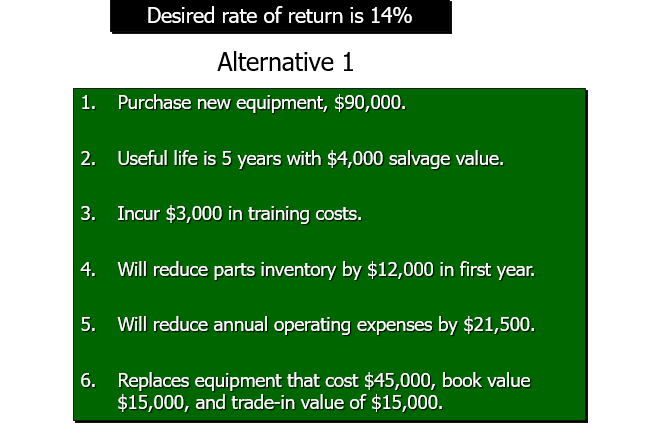 Desired rate of return is 14%
Alternative 1
1. Purchase new equipment, $90,000.
2. Useful life is 5 years with $4,000 salvage value.
3. Incur $3,000 in training costs.
4. Will reduce parts inventory by $12,000 in first year.
5. Will reduce annual operating expenses by $21,500.
6. Replaces equipment that cost $45,000, book value
$15,000, and trade-in value of $15,000.